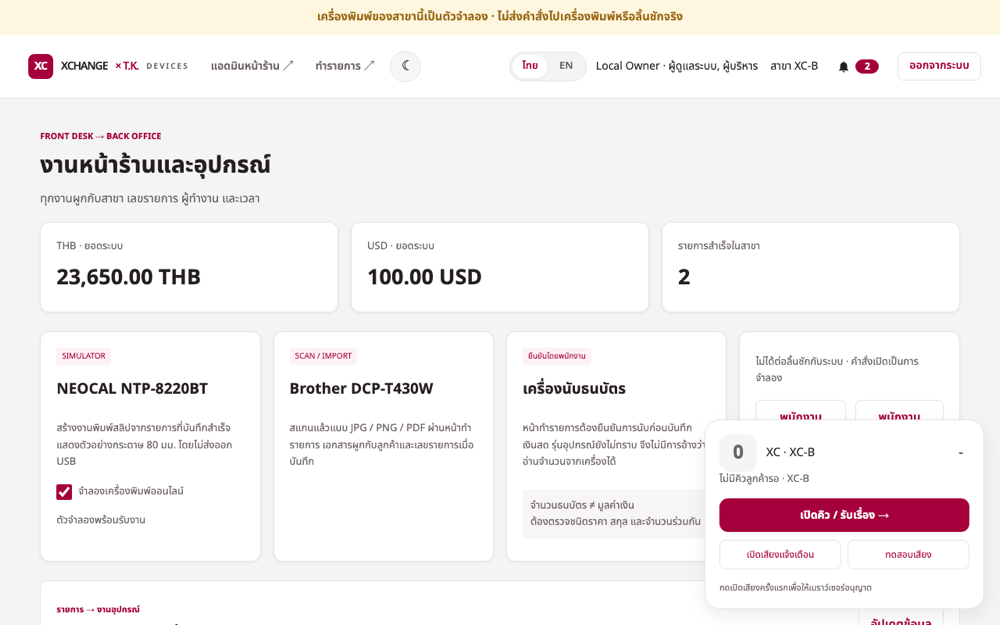 เครื่องพิมพ์ของสาขานี้เป็นตัวจำลอง · ไม่ส่งคำสั่งไปเครื่องพิมพ์หรือลิ้นชักจริง
XC XCHANGE × T.K. DEVICES แอดมินหน้าร้าน ↗ ทำรายการ ↗ ☾ ไทย EN Local Owner · ผู้ดูแลระบบ, ผู้บริหาร สาขา XC-B 2 ออกจากระบบ
FRONT DESK → BACK OFFICE
งานหน้าร้านและอุปกรณ์
ทุกงานผูกกับสาขา เลขรายการ ผู้ทำงาน และเวลา
THB · ยอดระบบ
23,650.00 THB
USD · ยอดระบบ
100.00 USD
รายการสำเร็จในสาขา
2
SIMULATOR
NEOCAL NTP-8220BT
สร้างงานพิมพ์สลิปจากรายการที่บันทึกสำเร็จ
แสดงตัวอย่างกระดาษ 80 มม. โดยไม่ส่งออก
USB
จำลองเครื่องพิมพ์ออนไลน์
ตัวจำลองพร้อมรับงาน
SCAN / IMPORT
Brother DCP-T430W
สแกนแล้วแนบ JPG / PNG / PDF ผ่านหน้าทำ
รายการ เอกสารผูกกับลูกค้าและเลขรายการเมื่อ
บันทึก
ยืนยันโดยพนักงาน
เครื่องนับธนบัตร
หน้าทำรายการต้องยืนยันการนับก่อนบันทึก
เงินสด รุ่นอุปกรณ์ยังไม่ทราบ จึงไม่มีการอ้างว่า
อ่านจำนวนจากเครื่องได้
จำนวนธนบัตร ≠ มูลค่าเงิน
ต้องตรวจชนิดราคา สกุล และจำนวนร่วมกัน
ไม่ได้ต่อลิ้นชักกับระบบ · คำสั่งเปิดเป็นการ
จำลอง
พนักงาน พนักงาน
0 XC · XC-B -
ไม่มีคิวลูกค้ารอ · XC-B
เปิดคิว / รับเรื่อง →
เปิดเสียงแจ้งเตือน ทดสอบเสียง
กดเปิดเสียงครั้งแรกเพื่อให้เบราว์เซอร์อนุญาต
รายการ → งานอุปกรณ์
อัปเดตข้อมูล